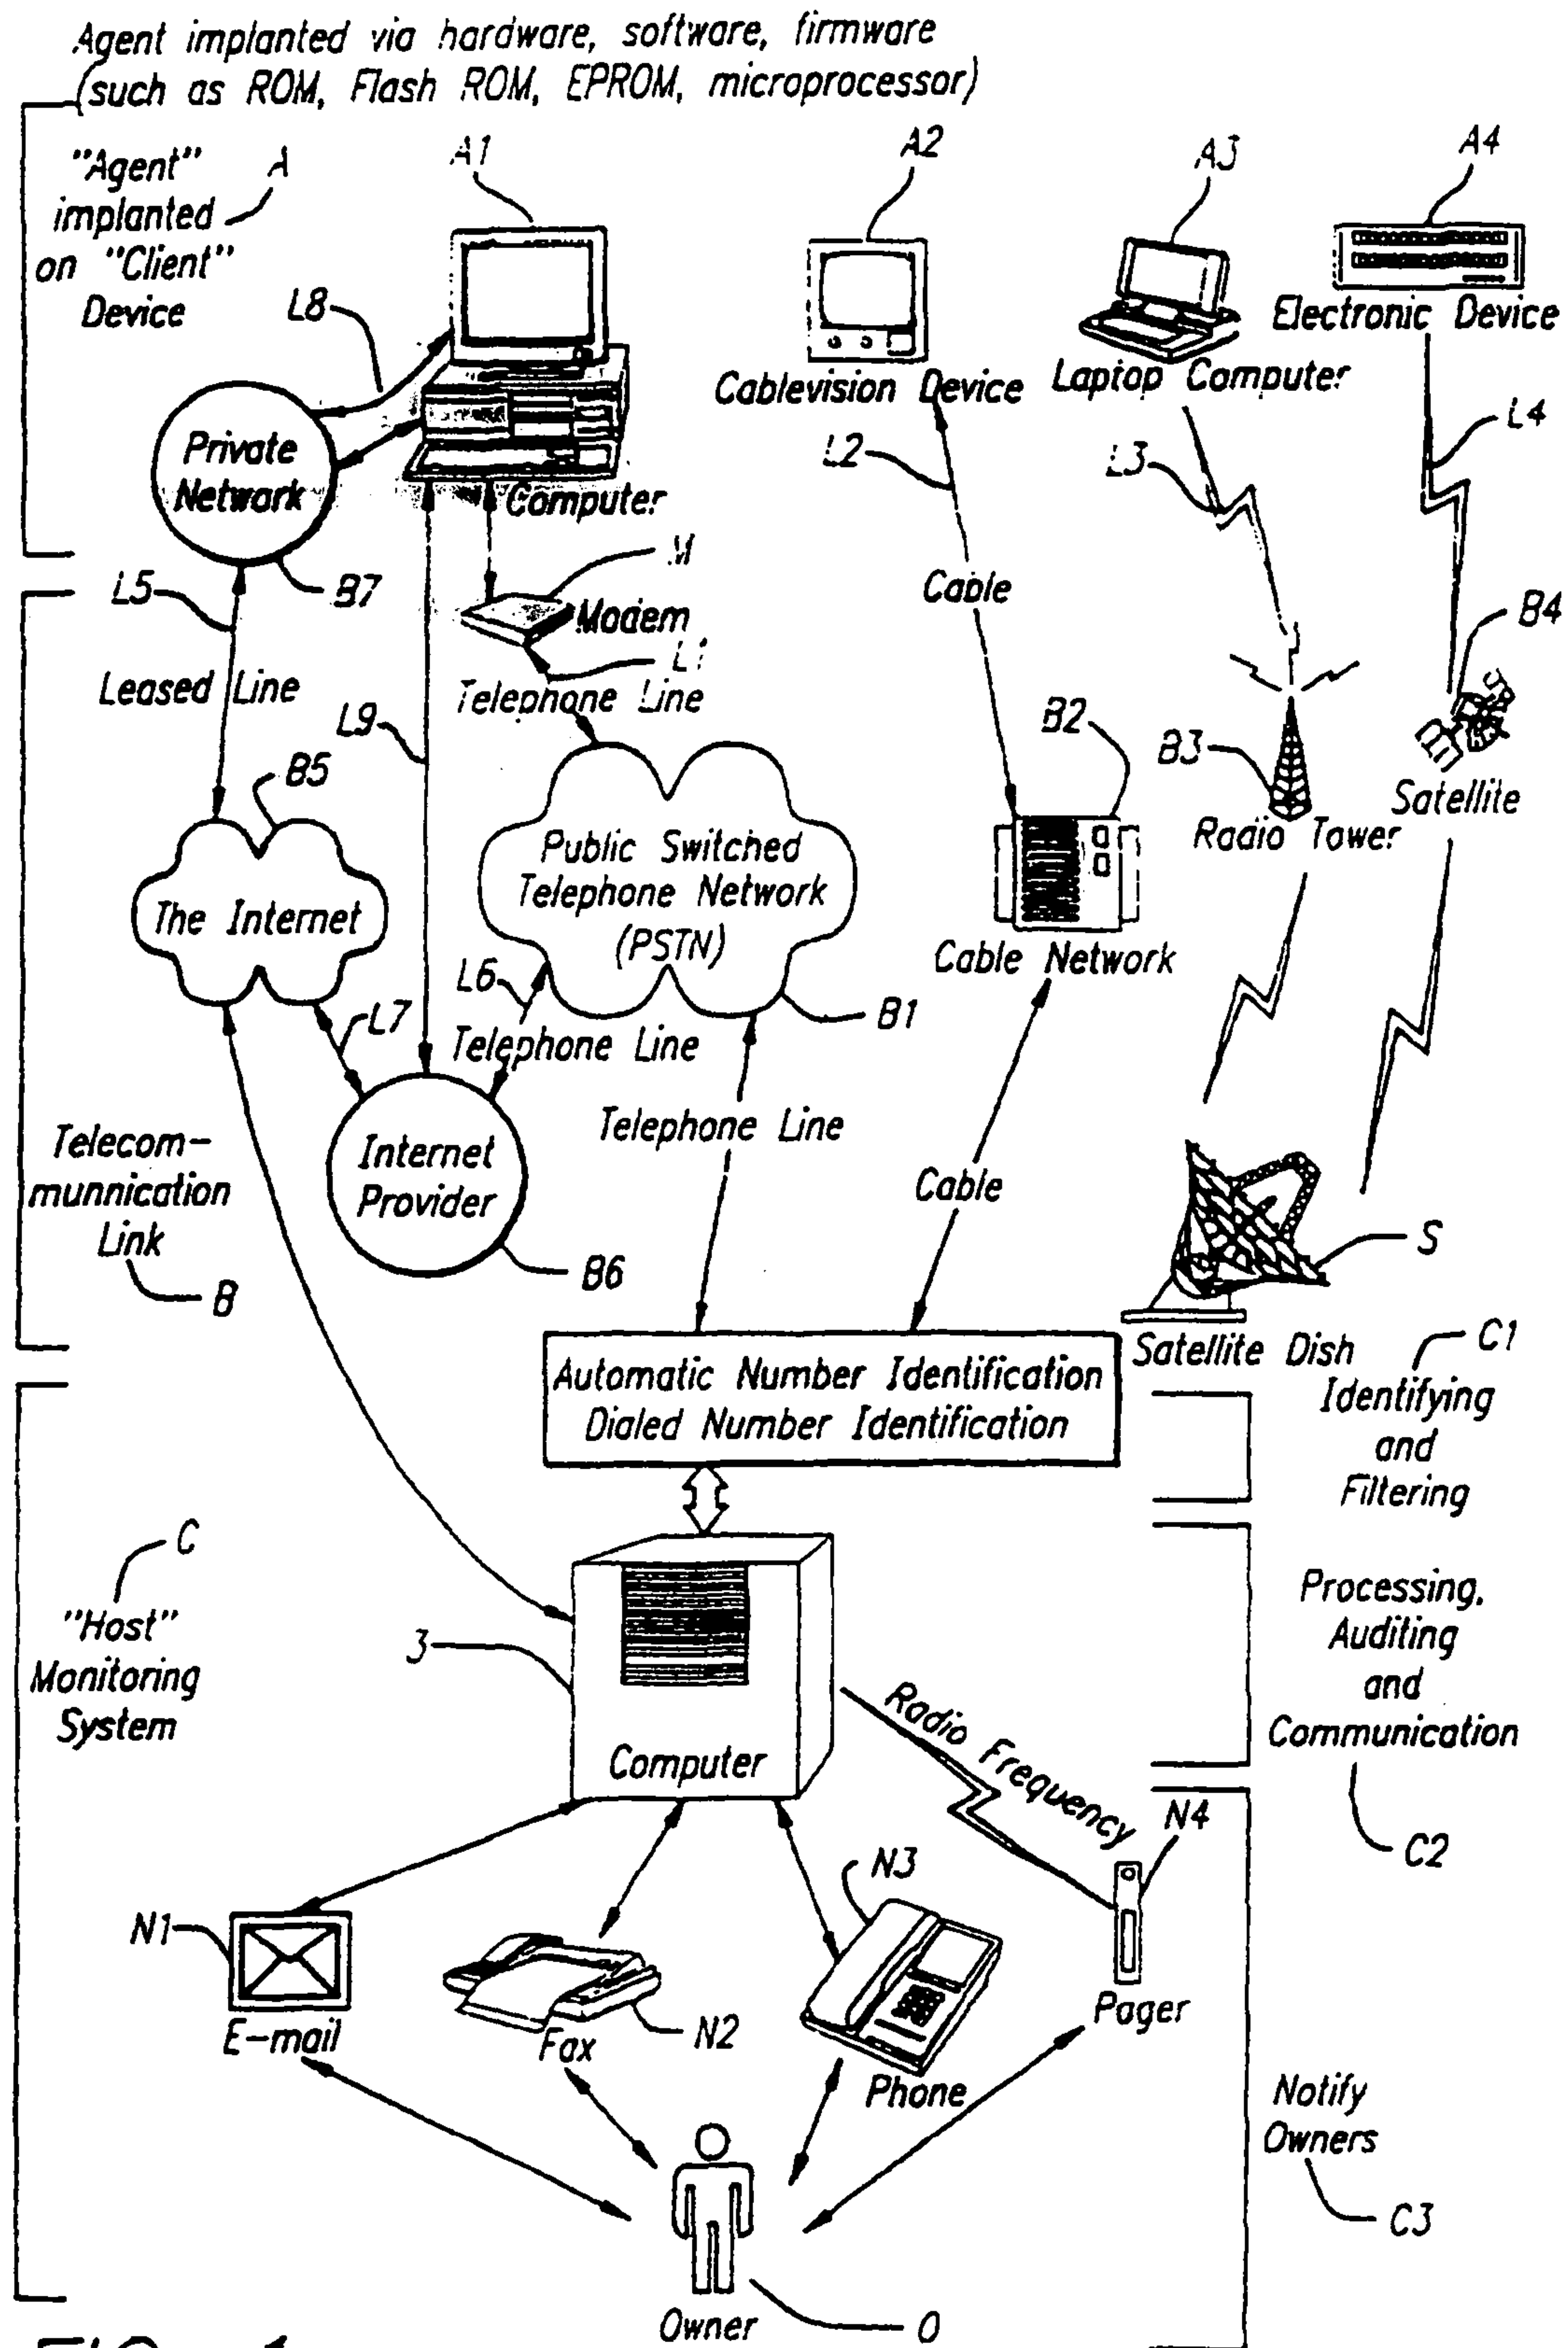 Agent implanted via hardware, software, firmware
(such as ROM, Flash ROM, EPROM, microprocessor)
"Agent"
implanted
on "Client"
Device
A
A1
A2
A3
A4
L8
Private
Network
Computer
Cablevision Device
Laptop Computer
Electronic Device
L2
L3
L4
L5
B7
M
Modem
L1
Cable
B4
Leased Line
Telephone Line
L9
B2
B3
B5
Satellite
Radio Tower
The Internet
Public Switched
Telephone Network
(PSTN)
Cable Network
L6
L7
B1
Telephone Line
Telephone Line
Telecom-
munnication
Link
B
Internet
Provider
B6
Cable
S
Satellite Dish
Automatic Number Identification
Dialed Number Identification
C1
Identifying
and
Filtering
C
"Host"
Monitoring
System
3
Computer
Processing,
Auditing
and
Communication
C2
Radio Frequency
N4
N3
N1
E-mail
Fax
N2
Phone
Pager
Notify
Owners
C3
Owner
O